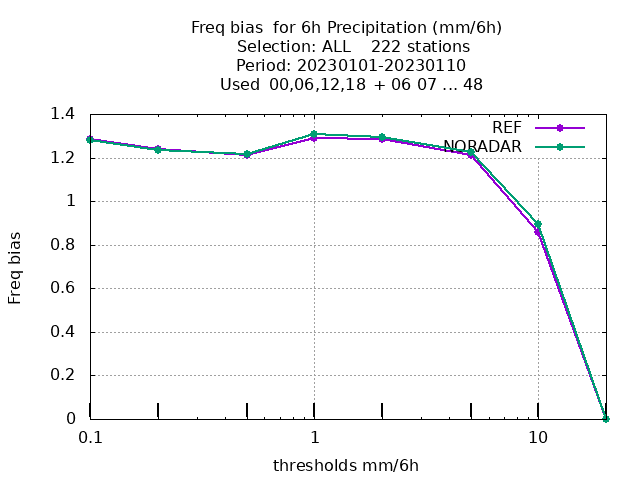 Freq bias  for 6h Precipitation (mm/6h)
Selection: ALL    222 stations
Period: 20230101-20230110
Used  00,06,12,18  + 06 07 ... 48
1.4
REF
NORADAR
1.2
1
0.8
0.6
0.4
0.2
0
Freq bias
0.1 1 10
thresholds mm/6h